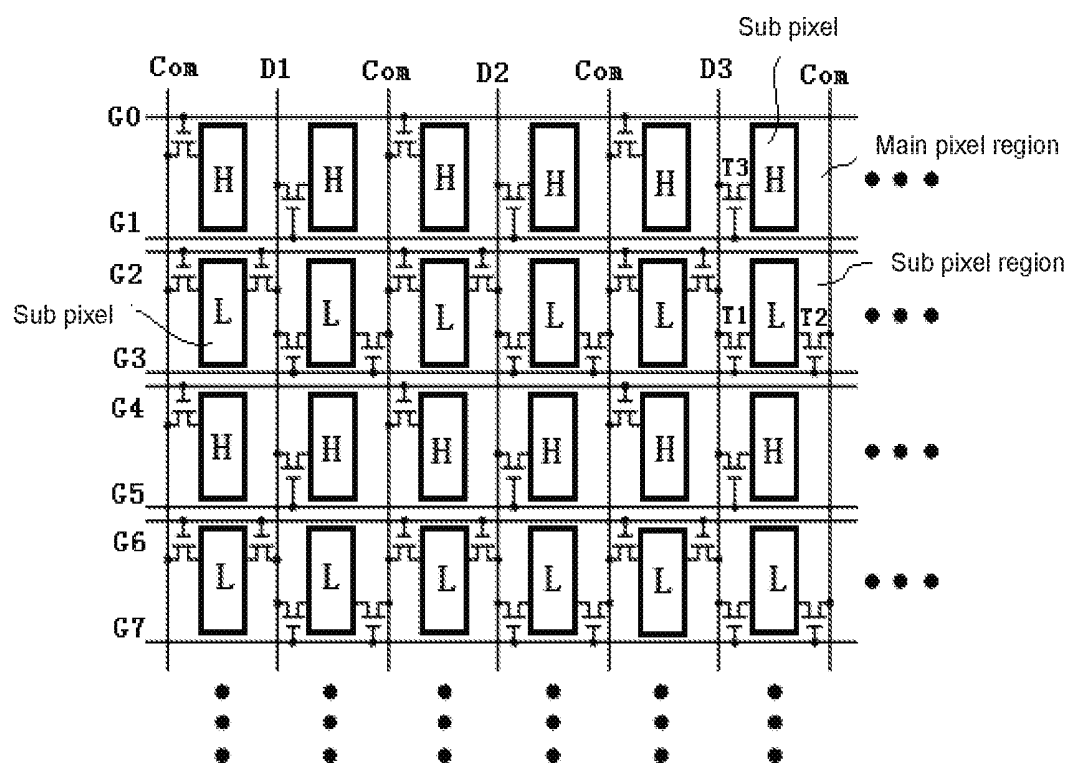 Sub pixel
Com D1 Com D2 Com D3 Com
G0
H H H H H T3 H
Main pixel region
G1
G2
Sub pixel region
Sub pixel
L L L L L T1 L T2
G3
G4
H H H H H H
G5
G6
L L L L L L
G7